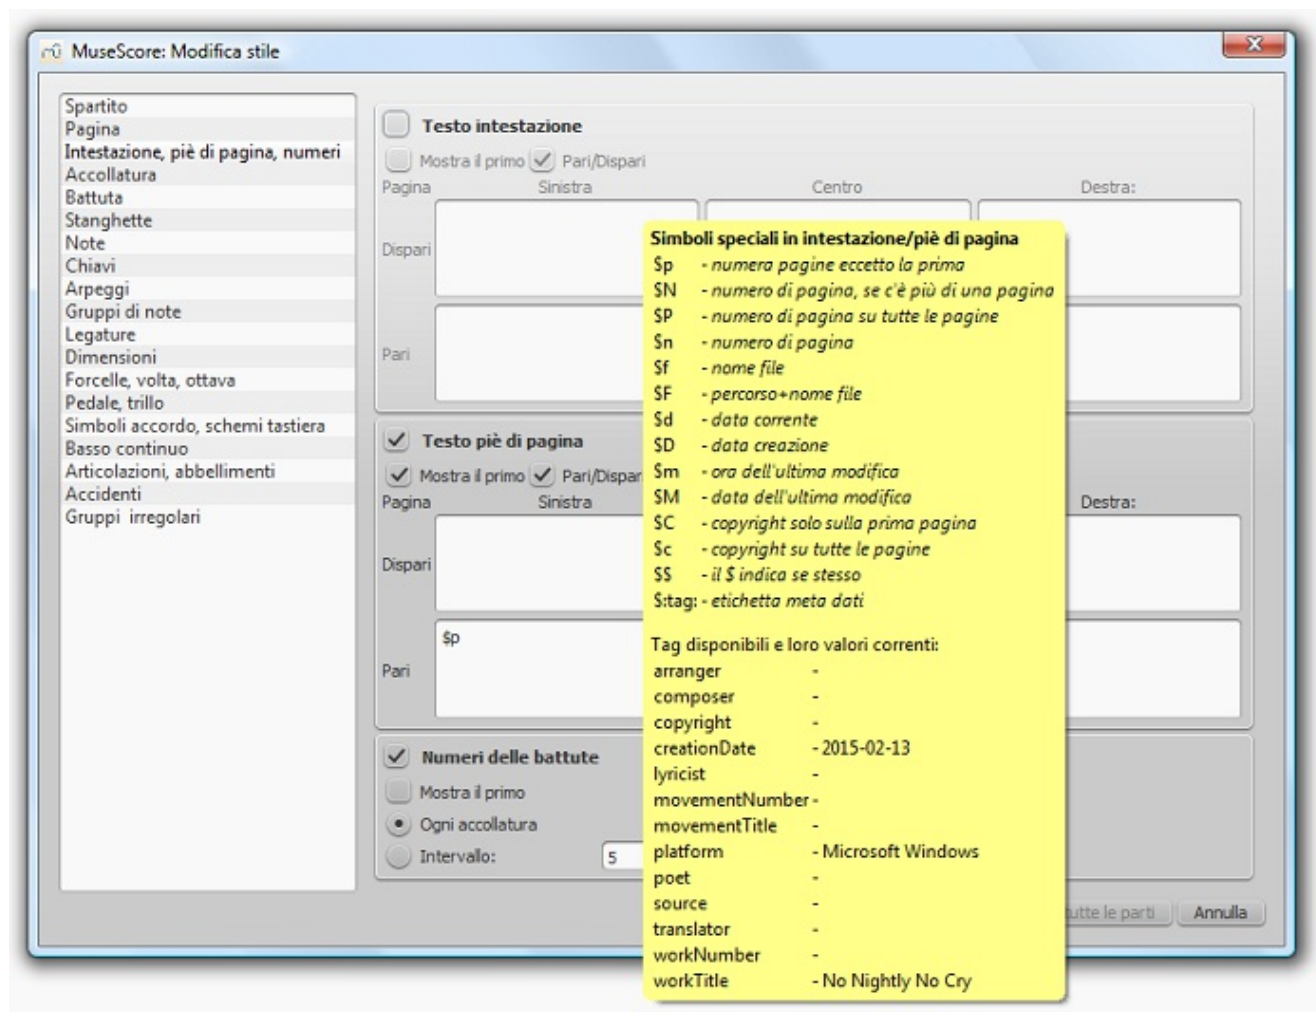 MuseScore: Modifica stile
Spartito
Pagina
Intestazione, piè di pagina, numeri
Accollatura
Battuta
Stanghette
Note
Chiavi
Arpeggi
Gruppi di note
Legature
Dimensioni
Forcelle, volta, ottava
Pedale, trillo
Simboli accordo, schemi tastiera
Basso continuo
Articolazioni, abbellimenti
Accidenti
Gruppi irregolari
Testo intestazione
Mostra il primo Pari/Dispari
Pagina Sinistra Centro Destra:
Dispari
Pari
Testo piè di pagina
Mostra il primo Pari/Dispar
Pagina Sinistra Destra:
Dispari
$p
Pari
Numeri delle battute
Mostra il primo
Ogni accollatura
Intervallo: 5
Simboli speciali in intestazione/piè di pagina
$p - numera pagine eccetto la prima
$N - numero di pagina, se c'è più di una pagina
$P - numero di pagina su tutte le pagine
$n - numero di pagina
$f - nome file
$F - percorso+nome file
$d - data corrente
$D - data creazione
$m - ora dell'ultima modifica
$M - data dell'ultima modifica
$C - copyright solo sulla prima pagina
$c - copyright su tutte le pagine
$$ - il $ indica se stesso
$:tag: - etichetta meta dati
Tag disponibili e loro valori correnti:
arranger -
composer -
copyright -
creationDate - 2015-02-13
lyricist -
movementNumber -
movementTitle -
platform - Microsoft Windows
poet -
source -
translator -
workNumber -
workTitle - No Nightly No Cry
tutte le parti Annulla